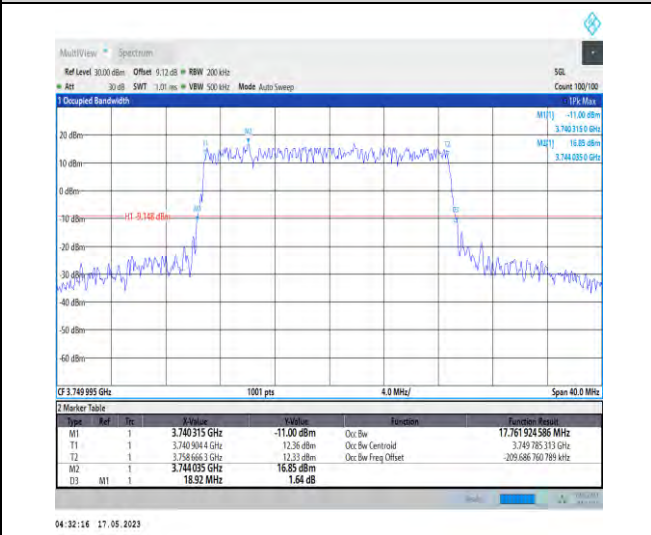 MultiView Spectrum
Ref Level 30.00 dBm Offset 9.12 dB RBW 200 kHz SGL
Att 30 dB SWT 1.01 ms VBW 500 kHz Mode Auto Sweep Count 100/100
1 Occupied Bandwidth 1Pk Max
M1[1] -11.00 dBm
3.740 315 0 GHz
M2[1] 16.85 dBm
3.744 035 0 GHz
20 dBm
M2
T1
T2
10 dBm
0 dBm
-10 dBm
H1 -9.148 dBm
-20 dBm
-30 dBm
-40 dBm
-50 dBm
-60 dBm
CF 3.749 995 GHz 1001 pts 4.0 MHz/ Span 40.0 MHz
2 Marker Table
Type Ref Trc X-Value Y-Value Function Function Result
M1 1 3.740 315 GHz -11.00 dBm Occ Bw 17.761 924 586 MHz
T1 1 3.740 904 4 GHz 12.36 dBm Occ Bw Centroid 3.749 785 313 GHz
T2 1 3.758 666 3 GHz 12.33 dBm Occ Bw Freq Offset -209.686 760 789 kHz
M2 1 3.744 035 GHz 16.85 dBm
D3 M1 1 18.92 MHz 1.64 dB
04:32:16 17.05.2023